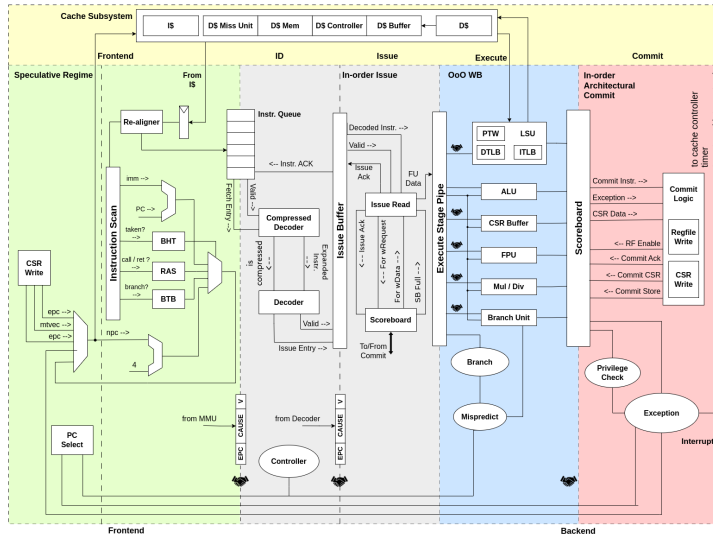 Cache Subsystem
I$
D$ Miss Unit
D$ Mem
D$ Controller
D$ Buffer
D$
Frontend
ID
Issue
Execute
Commit
Speculative Regime
From
I$
In-order Issue
OoO WB
In-order
Architectural
Commit
to cache controller
timer
Re-aligner
Instr. Queue
Instruction Scan
imm -->
PC -->
taken?
-->
BHT
call / ret ?
-->
RAS
branch?
-->
BTB
CSR
Write
epc -->
mtvec -->
epc -->
npc -->
4
Fetch Entry -->
Valid -->
<-- Instr. ACK
Compressed
Decoder
is
compressed
<--
Expanded
Instr.
<--
Decoder
Valid -->
Issue Entry -->
Issue Buffer
Decoded Instr. -->
Valid -->
Issue
Ack
FU
Data
Issue Read
<-- Issue Ack
<-- For wRequest
For wData -->
SB Full -->
Scoreboard
To/From
Commit
Execute Stage Pipe
PTW
LSU
DTLB
ITLB
ALU
CSR Buffer
FPU
Mul / Div
Branch Unit
Branch
Mispredict
Scoreboard
Commit Instr. -->
Exception -->
CSR Data -->
<-- RF Enable
<-- Commit Ack
<-- Commit CSR
<-- Commit Store
Commit
Logic
Regfile
Write
CSR
Write
Privilege
Check
Exception
Interrupt
PC
Select
from MMU
V
CAUSE
EPC
from Decoder
V
CAUSE
EPC
Controller
Frontend
Backend